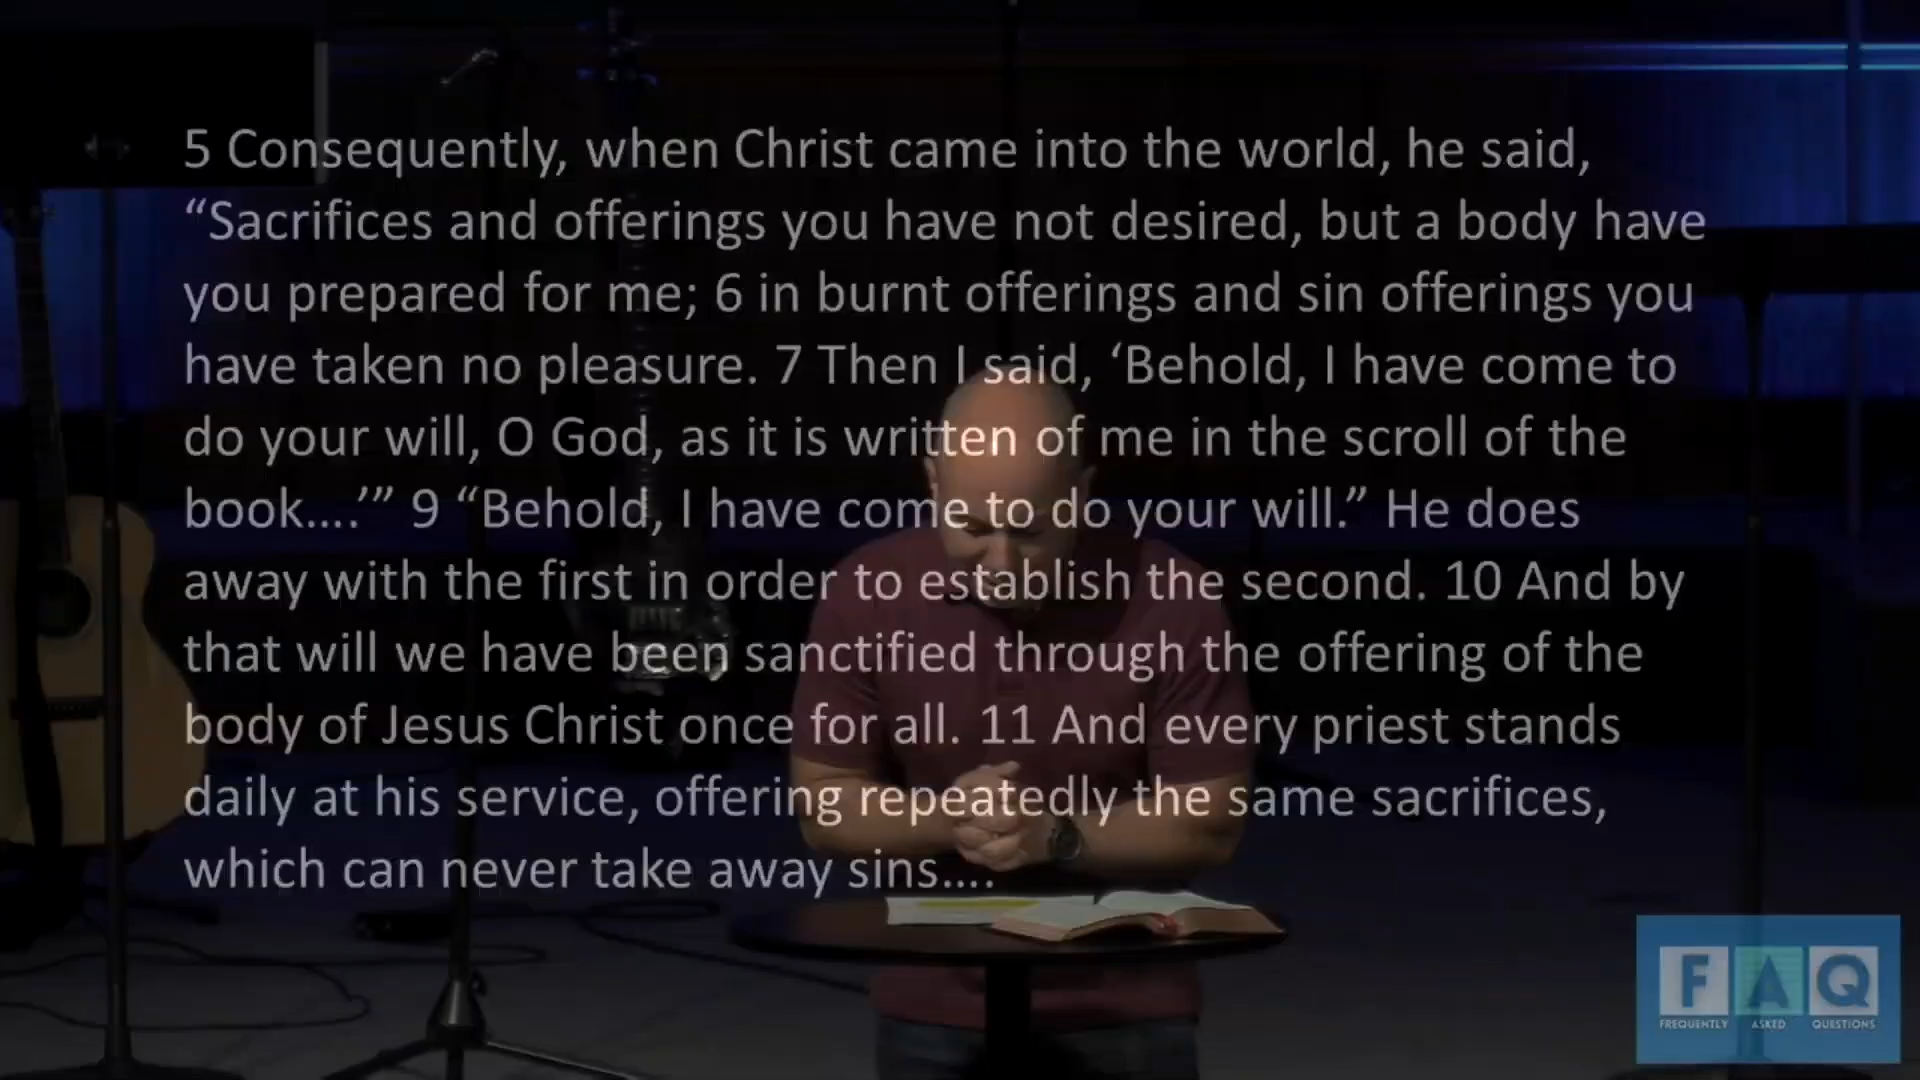 5 Consequently, when Christ came into the world, he said,
“Sacrifices and offerings you have not desired, but a body have
you prepared for me; 6 in burnt offerings and sin offerings you
have taken no pleasure. 7 Then I said, ‘Behold, I have come to
do your will, O God, as it is written of me in the scroll of the
book….’” 9 “Behold, I have come to do your will.” He does
away with the first in order to establish the second. 10 And by
that will we have been sanctified through the offering of the
body of Jesus Christ once for all. 11 And every priest stands
daily at his service, offering repeatedly the same sacrifices,
which can never take away sins….
FAQ
FREQUENTLY ASKED QUESTIONS